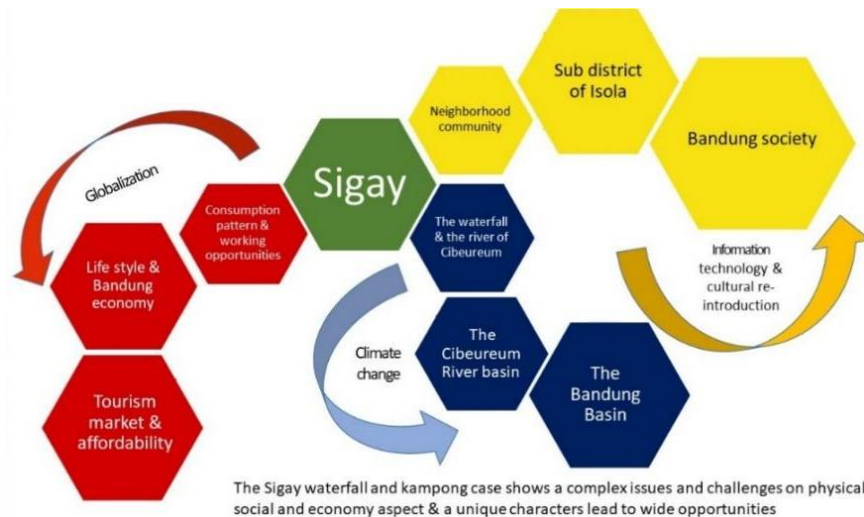 Sub district
of Isola
Neighborhood
community
Bandung society
Sigay
Globalization
Consumption
pattern &
working
opportunities
The waterfall
& the river of
Cibeureum
Life style &
Bandung
economy
Information
technology &
cultural re-
introduction
Climate
change
The
Cibeureum
River basin
The
Bandung
Basin
Tourism
market &
affordability
The Sigay waterfall and kampong case shows a complex issues and challenges on physical
social and economy aspect & a unique characters lead to wide opportunities